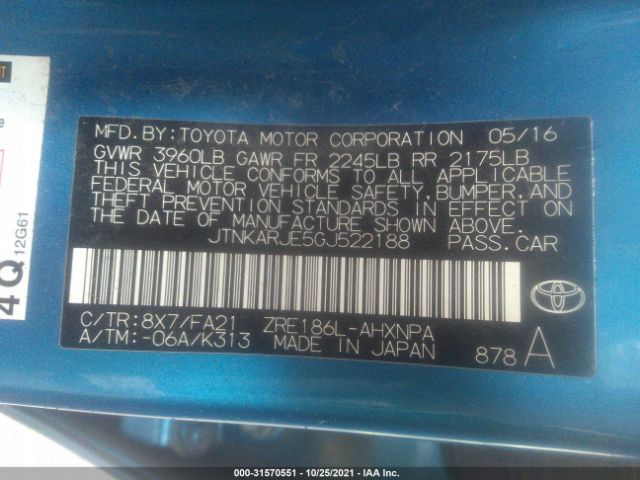 MFD. BY: TOYOTA MOTOR CORPORATION 05/16
GVWR 3960LB GAWR FR 2245LB RR 2175LB
THIS VEHICLE CONFORMS TO ALL APPLICABLE
FEDERAL MOTOR VEHICLE SAFETY, BUMPER, AND
THEFT PREVENTION STANDARDS IN EFFECT ON
THE DATE OF MANUFACTURE SHOWN ABOVE.
JTNKARJE5GJ522188 PASS. CAR
C/TR: 8X7/FA21 ZRE186L-AHXNPA
A/TM: -06A/K313 MADE IN JAPAN 878 A
4Q 12G61
000-31570551 | 10/25/2021 | IAA Inc.